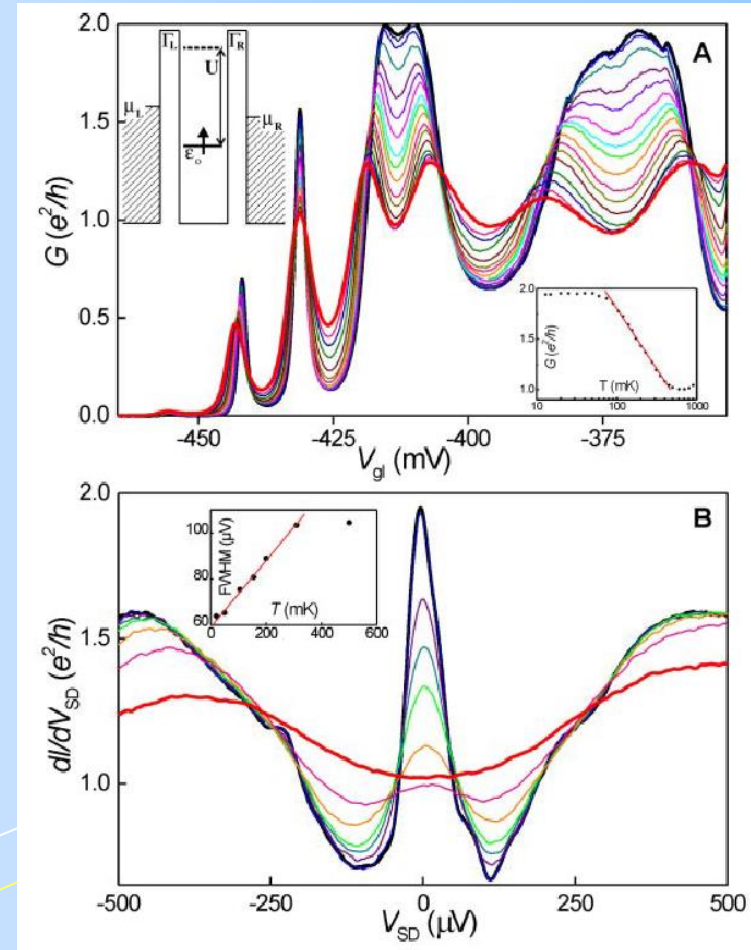 2.0
1.5
1.0
0.5
0.0
G (e²/h)
A
Γ_L
Γ_R
U
μ_L
μ_R
ε_o
2.0
1.5
1.0
G (e²/h)
T (mK)
10
100
1000
-450
-425
-400
-375
V_gl (mV)
B
2.0
1.5
1.0
dI/dV_SD (e²/h)
100
80
60
FWHM (μV)
T (mK)
0
200
400
600
-500
-250
0
250
500
V_SD (μV)